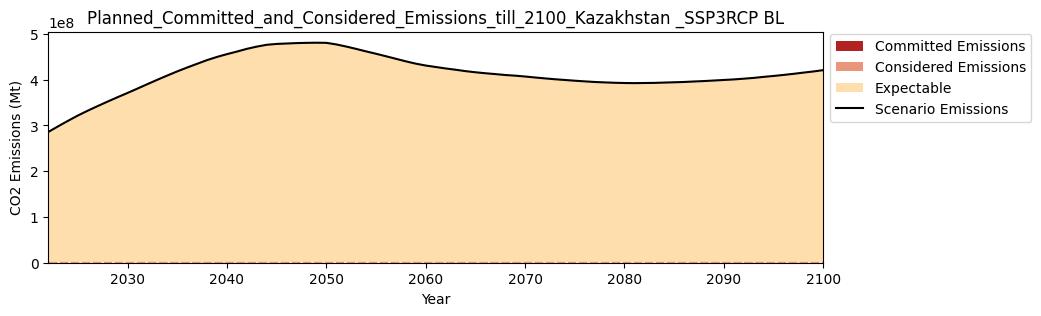 Planned_Committed_and_Considered_Emissions_till_2100_Kazakhstan _SSP3RCP BL
1e8
5
4
3
2
1
0
CO2 Emissions (Mt)
2030 2040 2050 2060 2070 2080 2090 2100
Year
Committed Emissions
Considered Emissions
Expectable
Scenario Emissions